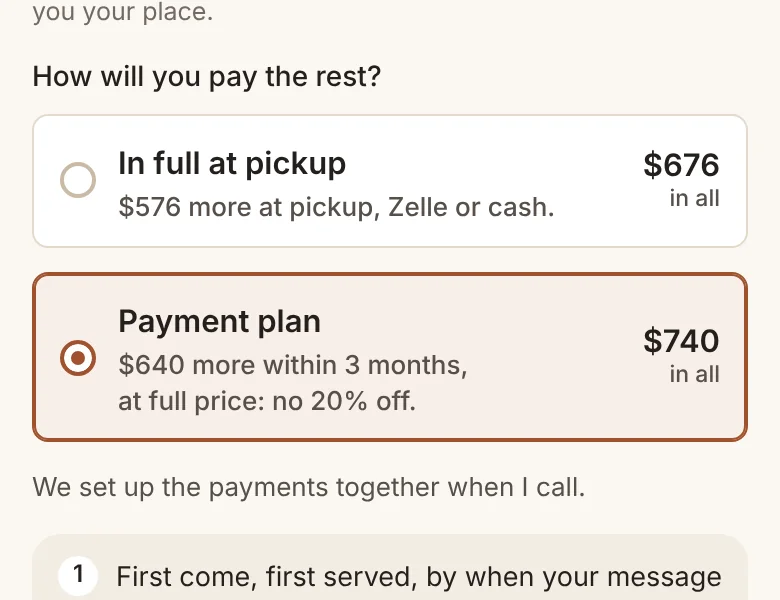 you your place.
How will you pay the rest?
In full at pickup
$676
$576 more at pickup, Zelle or cash.
in all
Payment plan
$740
$640 more within 3 months,
in all
at full price: no 20% off.
We set up the payments together when I call.
1 First come, first served, by when your message